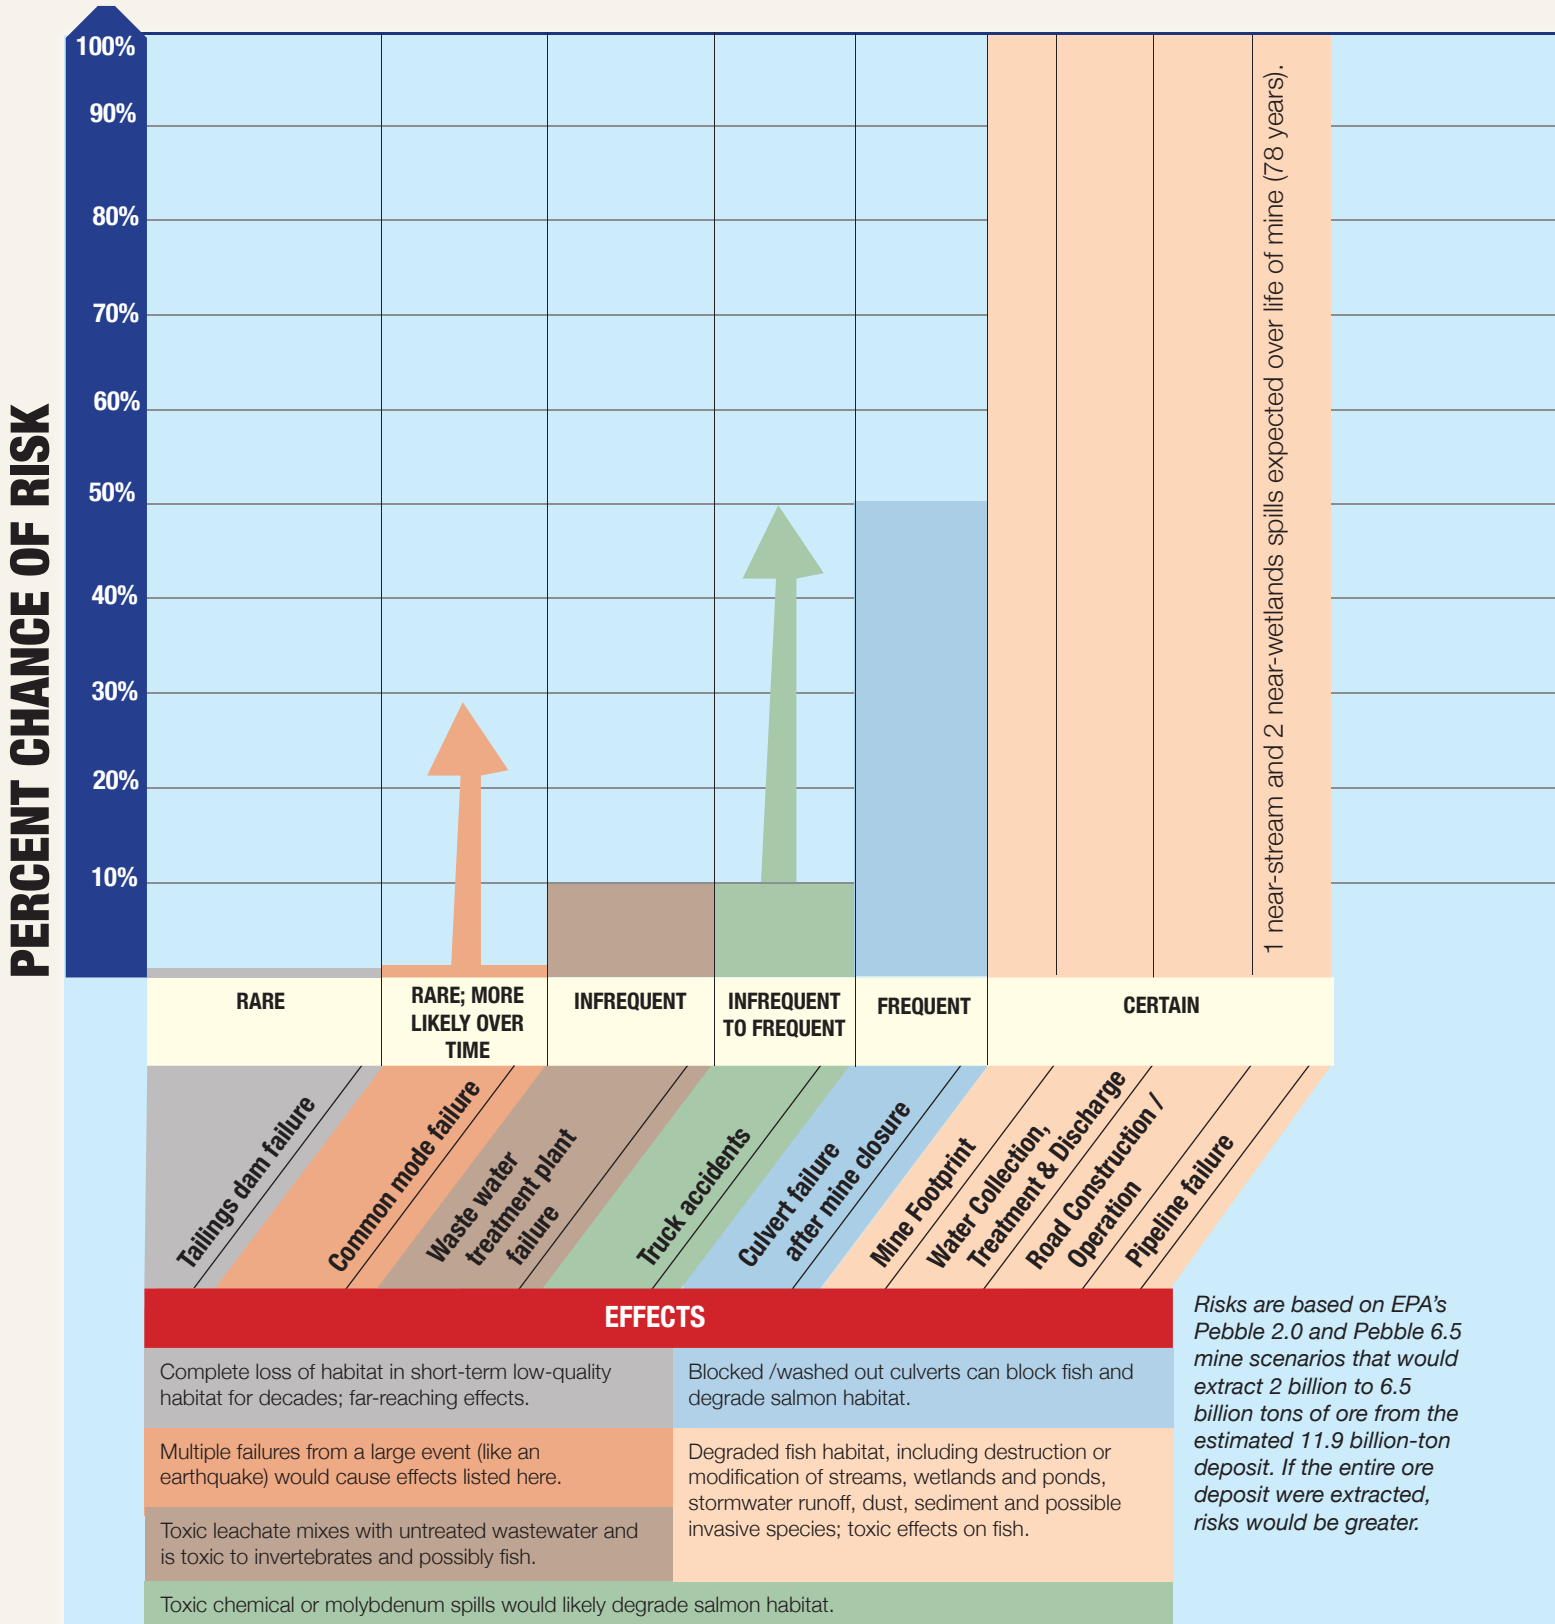 PERCENT CHANCE OF RISK
100%
90%
80%
70%
60%
50%
40%
30%
20%
10%
1 near-stream and 2 near-wetlands spills expected over life of mine (78 years).
RARE
RARE; MORE
LIKELY OVER
TIME
INFREQUENT
INFREQUENT
TO FREQUENT
FREQUENT
CERTAIN
Tailings dam failure
Common mode failure
Waste water
treatment plant
failure
Truck accidents
Culvert failure
after mine closure
Mine Footprint
Water Collection,
Treatment & Discharge
Road Construction /
Operation
Pipeline failure
EFFECTS
Complete loss of habitat in short-term low-quality
habitat for decades; far-reaching effects.
Multiple failures from a large event (like an
earthquake) would cause effects listed here.
Toxic leachate mixes with untreated wastewater and
is toxic to invertebrates and possibly fish.
Blocked /washed out culverts can block fish and
degrade salmon habitat.
Degraded fish habitat, including destruction or
modification of streams, wetlands and ponds,
stormwater runoff, dust, sediment and possible
invasive species; toxic effects on fish.
Toxic chemical or molybdenum spills would likely degrade salmon habitat.
Risks are based on EPA's
Pebble 2.0 and Pebble 6.5
mine scenarios that would
extract 2 billion to 6.5
billion tons of ore from the
estimated 11.9 billion-ton
deposit. If the entire ore
deposit were extracted,
risks would be greater.